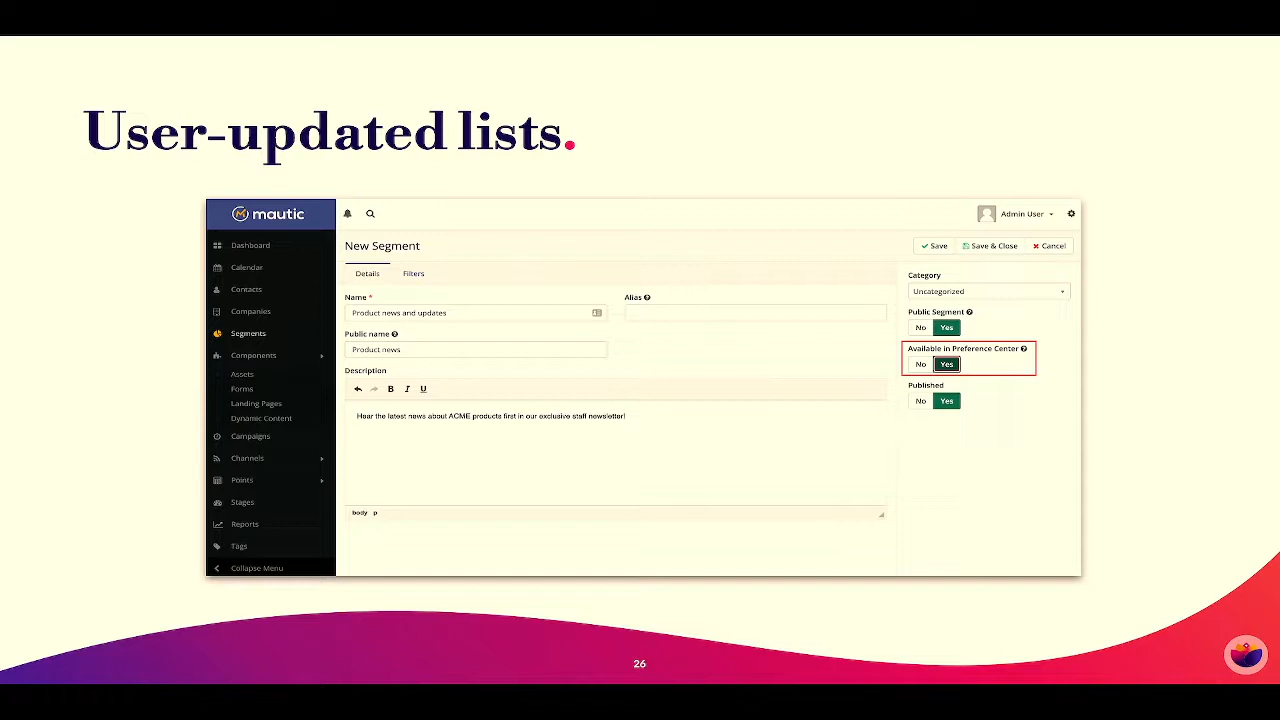 User-updated lists.
mautic
Admin User
New Segment
Save
Save & Close
Cancel
Dashboard
Calendar
Contacts
Companies
Segments
Components
Assets
Forms
Landing Pages
Dynamic Content
Campaigns
Channels
Points
Stages
Reports
Tags
Collapse Menu
Details
Filters
Name *
Product news and updates
Alias
Public name
Product news
Description
B I U
Hear the latest news about ACME products first in our exclusive staff newsletter!
body p
Category
Uncategorized
Public Segment
No Yes
Available in Preference Center
No Yes
Published
No Yes
26